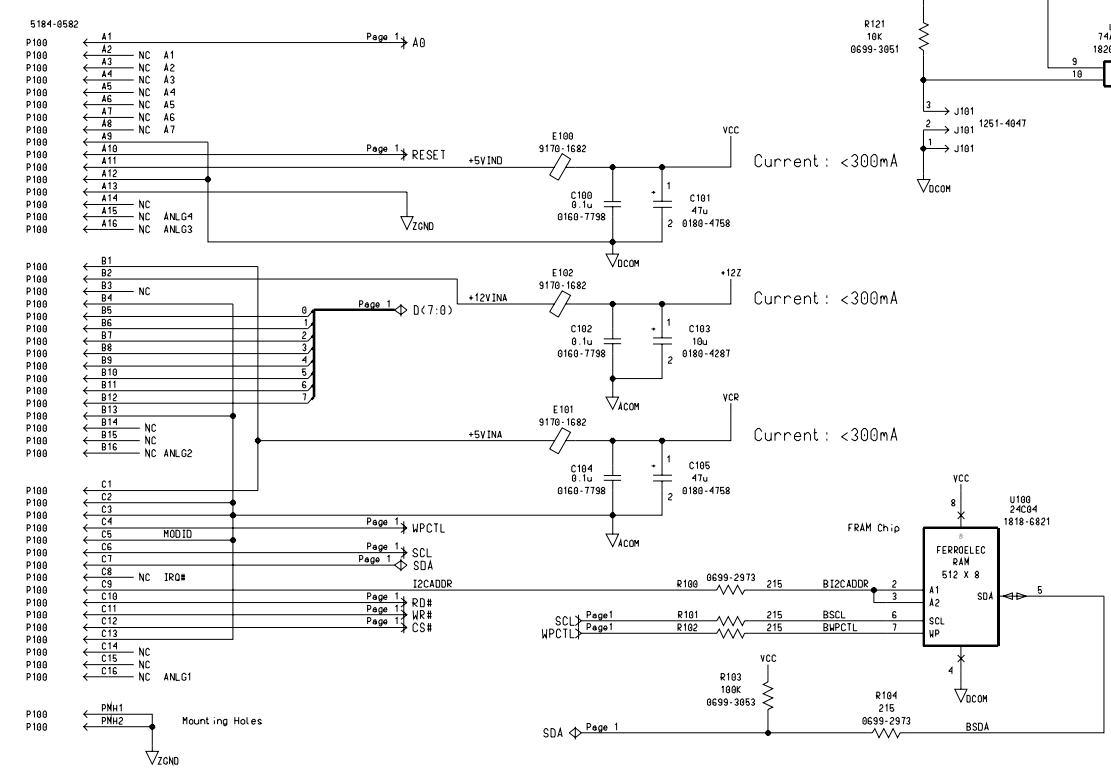 5184-0582
P100 A1 Page 1 A0
P100 A2 NC A1
P100 A3 NC A2
P100 A4 NC A3
P100 A5 NC A4
P100 A6 NC A5
P100 A7 NC A6
P100 A8 NC A7
P100 A9
P100 A10 Page 1 RESET
P100 A11 +5VIND
P100 A12
P100 A13
P100 A14 NC
P100 A15 NC ANLG4
P100 A16 NC ANLG3
ZGND
E100
9170-1682
VCC
Current: <300mA
C100
0.1u
0160-7798
1
C101
47u
2 0180-4758
DCOM
R121
10K
0699-3051
9
10
3 J101
2 J101 1251-4047
1 J101
DCOM
P100 B1
P100 B2
P100 B3 NC
P100 B4
P100 B5 0 Page 1 D(7:0)
P100 B6 1
P100 B7 2
P100 B8 3
P100 B9 4
P100 B10 5
P100 B11 6
P100 B12 7
P100 B13
P100 B14 NC
P100 B15 NC
P100 B16 NC ANLG2
+12VINA
E102
9170-1682
+12Z
Current: <300mA
C102
0.1u
0160-7798
1
C103
10u
2 0180-4287
ACOM
+5VINA
E101
9170-1682
VCR
Current: <300mA
C104
0.1u
0160-7798
1
C105
47u
2 0180-4758
ACOM
P100 C1
P100 C2
P100 C3
P100 C4 Page 1 WPCTL
P100 C5 MODID
P100 C6 Page 1 SCL
P100 C7 Page 1 SDA
P100 C8 NC IRQ#
P100 C9 I2CADDR R100 0699-2973 215 BI2CADDR 2
P100 C10 Page 1 RD#
P100 C11 Page 1 WR#
P100 C12 Page 1 CS#
P100 C13
P100 C14 NC
P100 C15 NC
P100 C16 NC ANLG1
3
SCL Page1 R101 215 BSCL 6
WPCTL Page1 R102 215 BWPCTL 7
FRAM Chip
VCC
8
U100
24C04
1818-6821
8
FERROELEC
RAM
512 X 8
A1
A2
SDA 5
SCL
WP
4
DCOM
P100 PMH1
P100 PMH2
Mounting Holes
ZGND
VCC
R103
100K
0699-3053
R104
215
0699-2973
SDA Page 1 BSDA